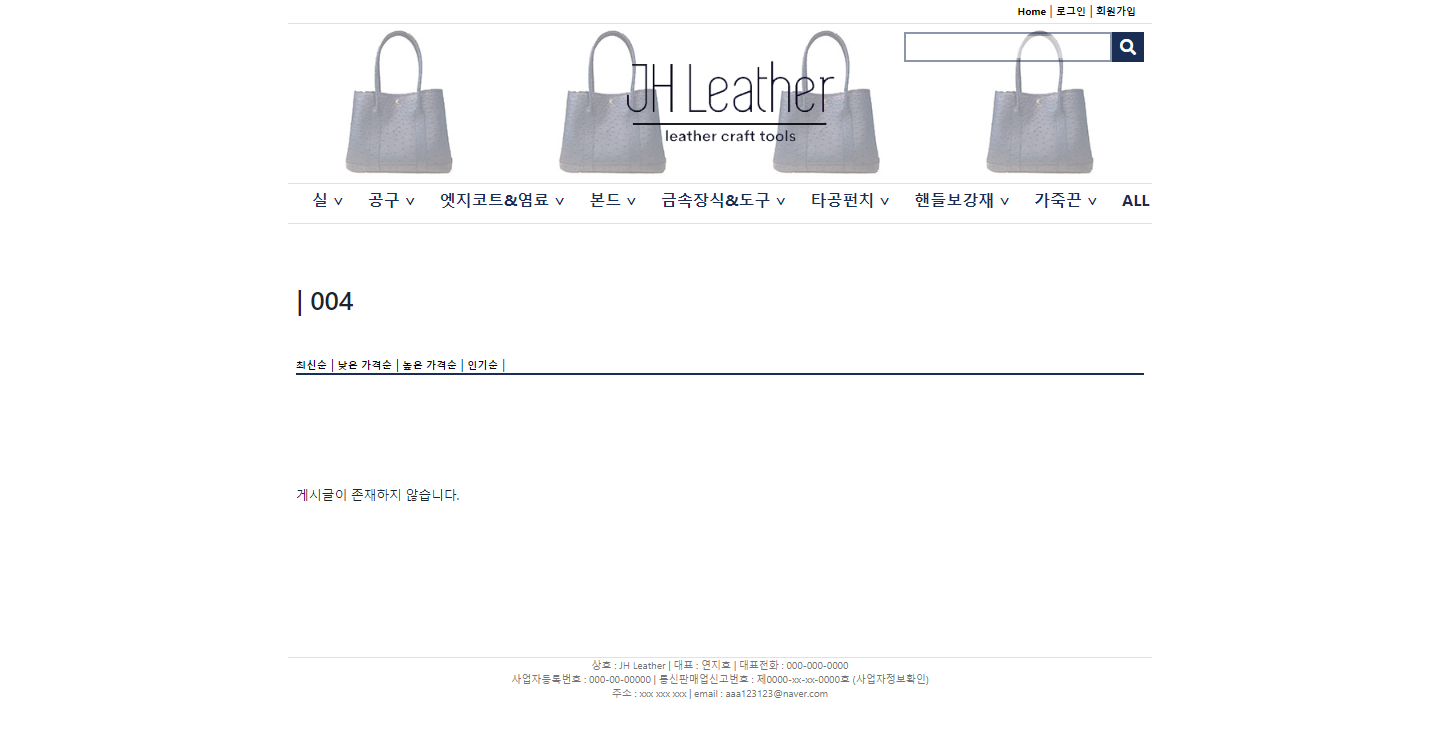 Home | 로그인 | 회원가입
JH Leather
leather craft tools
실 ∨ 공구 ∨ 엣지코트&염료 ∨ 본드 ∨ 금속장식&도구 ∨ 타공펀치 ∨ 핸들보강재 ∨ 가죽끈 ∨ ALL
| 004
최신순 | 낮은 가격순 | 높은 가격순 | 인기순 |
게시글이 존재하지 않습니다.
상호 : JH Leather | 대표 : 연지호 | 대표전화 : 000-000-0000
사업자등록번호 : 000-00-00000 | 통신판매업신고번호 : 제0000-xx-xx-0000호 (사업자정보확인)
주소 : xxx xxx xxx | email : aaa123123@naver.com